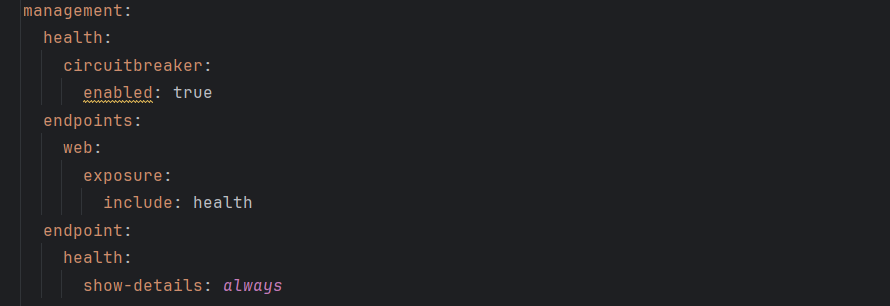 management:
  health:
    circuitbreaker:
      enabled: true
  endpoints:
    web:
      exposure:
        include: health
  endpoint:
    health:
      show-details: always